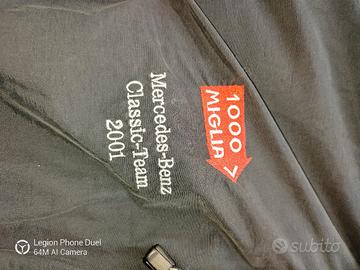 1000
MIGLIA
Mercedes-Benz
Classic-Team
2001
Legion Phone Duel
64M AI Camera
subito